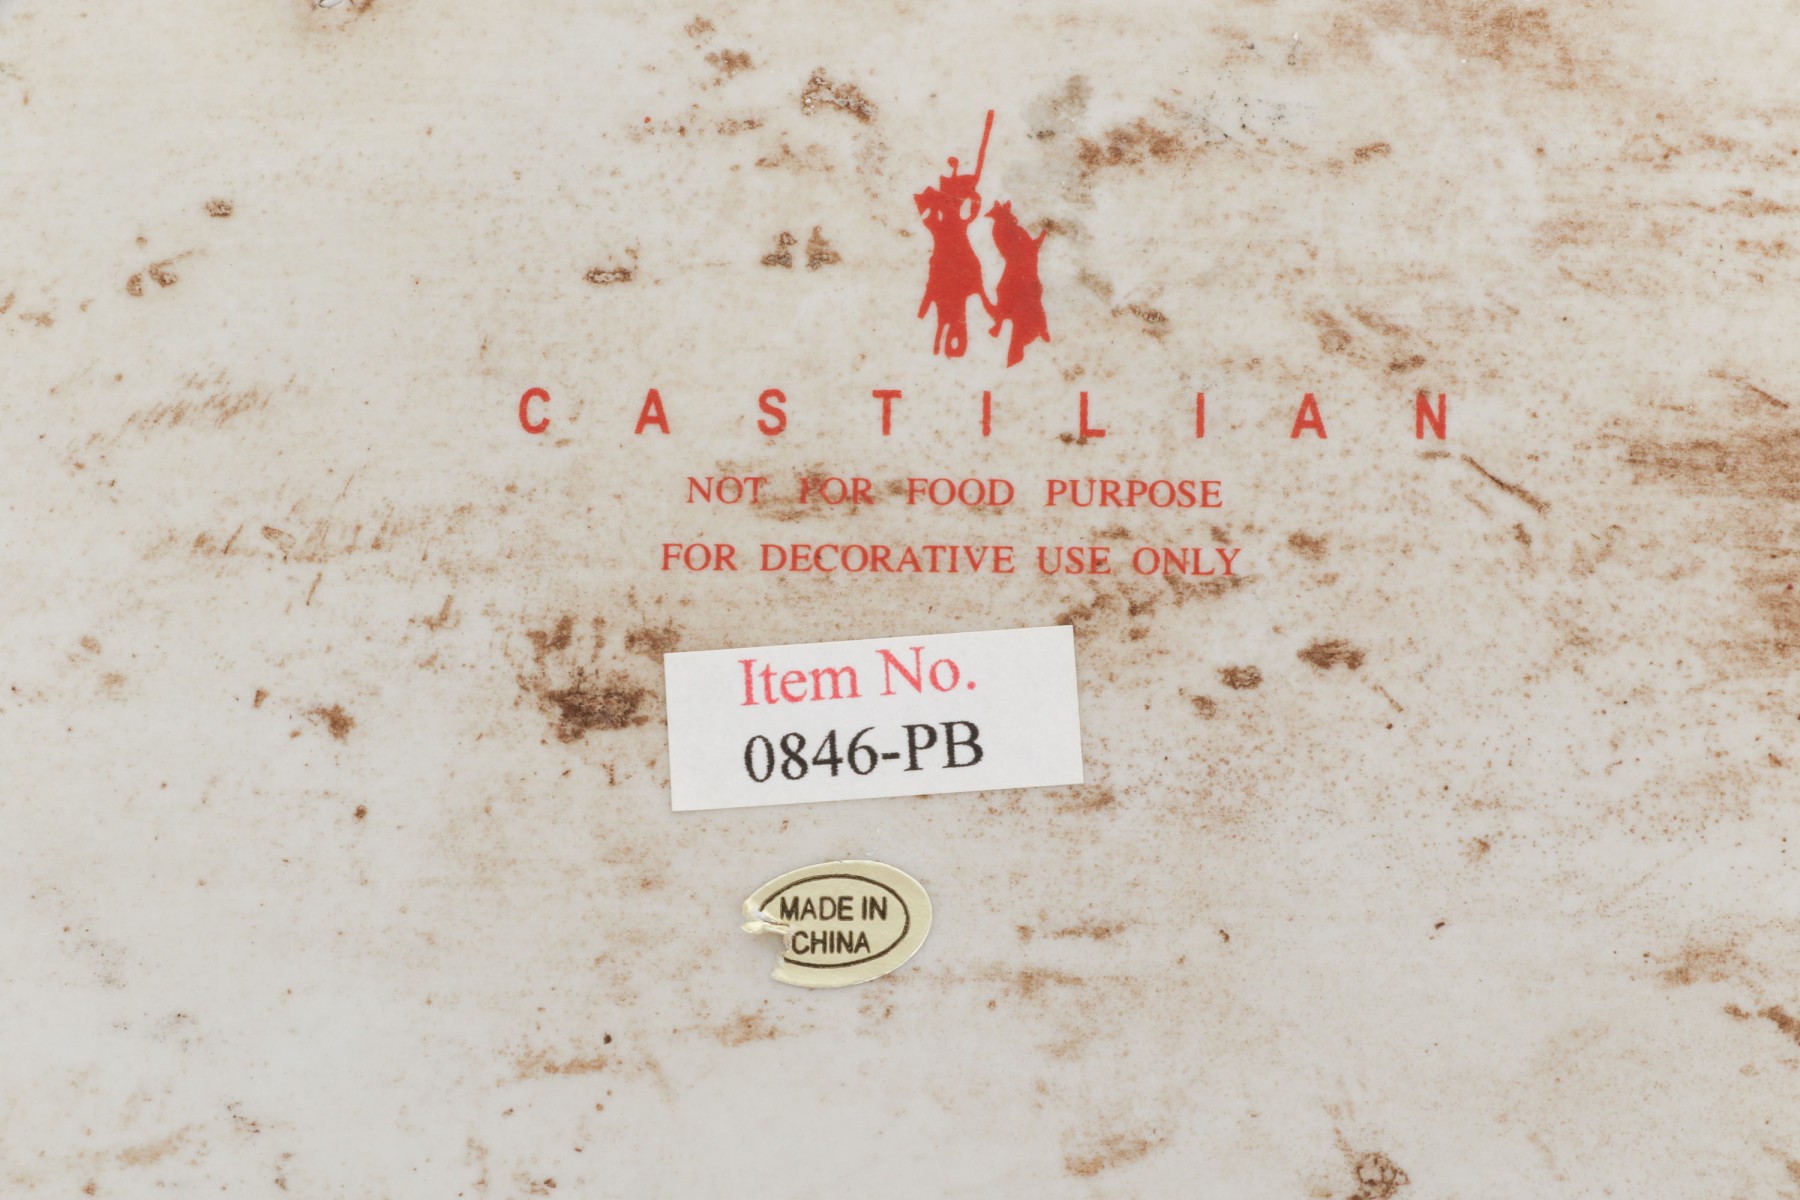 CASTILIAN
NOT FOR FOOD PURPOSE
FOR DECORATIVE USE ONLY
Item No.
0846-PB
MADE IN
CHINA